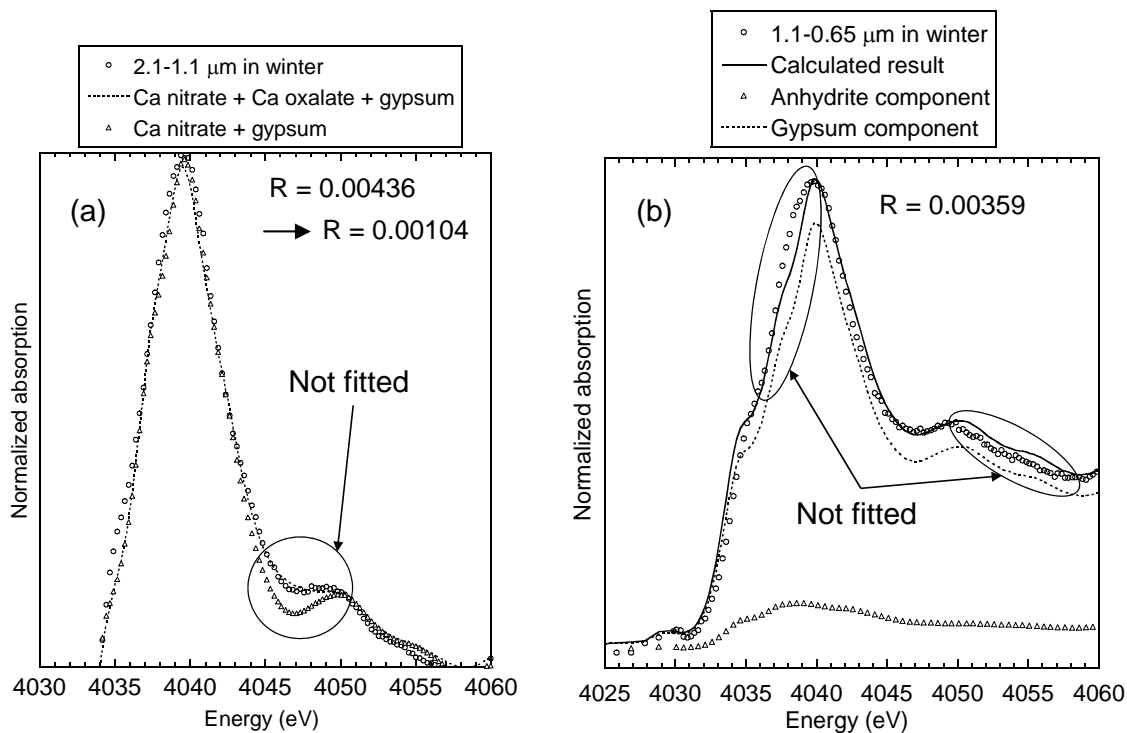 2.1-1.1 μm in winter
Ca nitrate + Ca oxalate + gypsum
Ca nitrate + gypsum
(a)
R = 0.00436
R = 0.00104
Not fitted
Normalized absorption
4030 4035 4040 4045 4050 4055 4060
Energy (eV)
1.1-0.65 μm in winter
Calculated result
Anhydrite component
Gypsum component
(b)
R = 0.00359
Not fitted
Normalized absorption
4025 4030 4035 4040 4045 4050 4055 4060
Energy (eV)